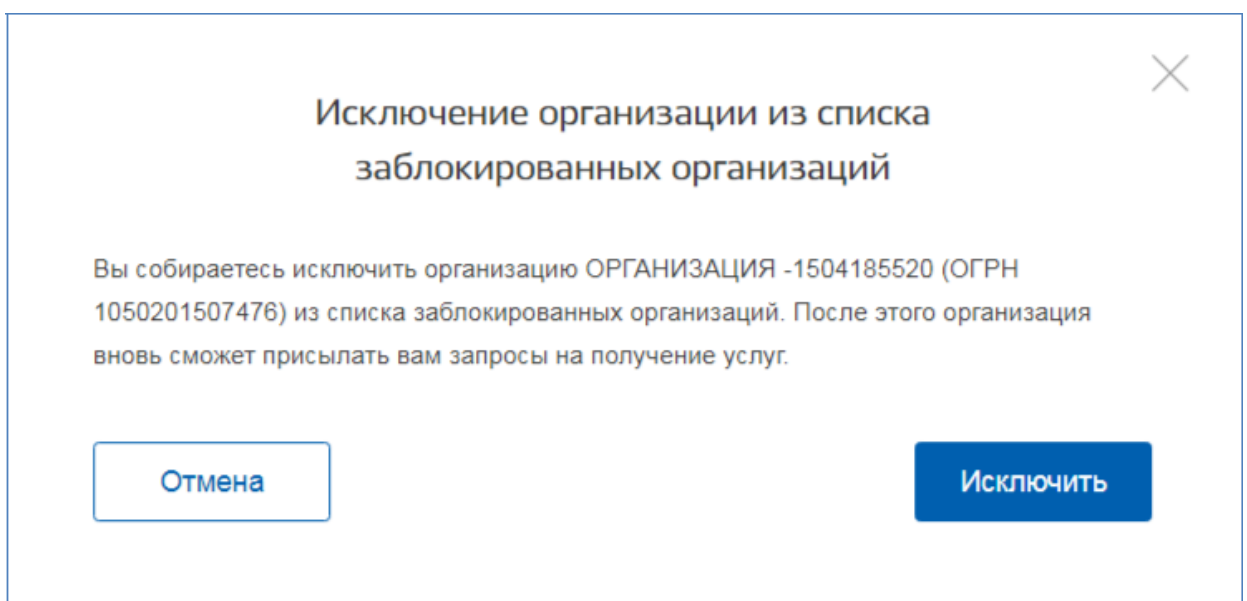 Исключение организации из списка
заблокированных организаций
Вы собираетесь исключить организацию ОРГАНИЗАЦИЯ -1504185520 (ОГРН
1050201507476) из списка заблокированных организаций. После этого организация
вновь сможет присылать вам запросы на получение услуг.
Отмена
Исключить